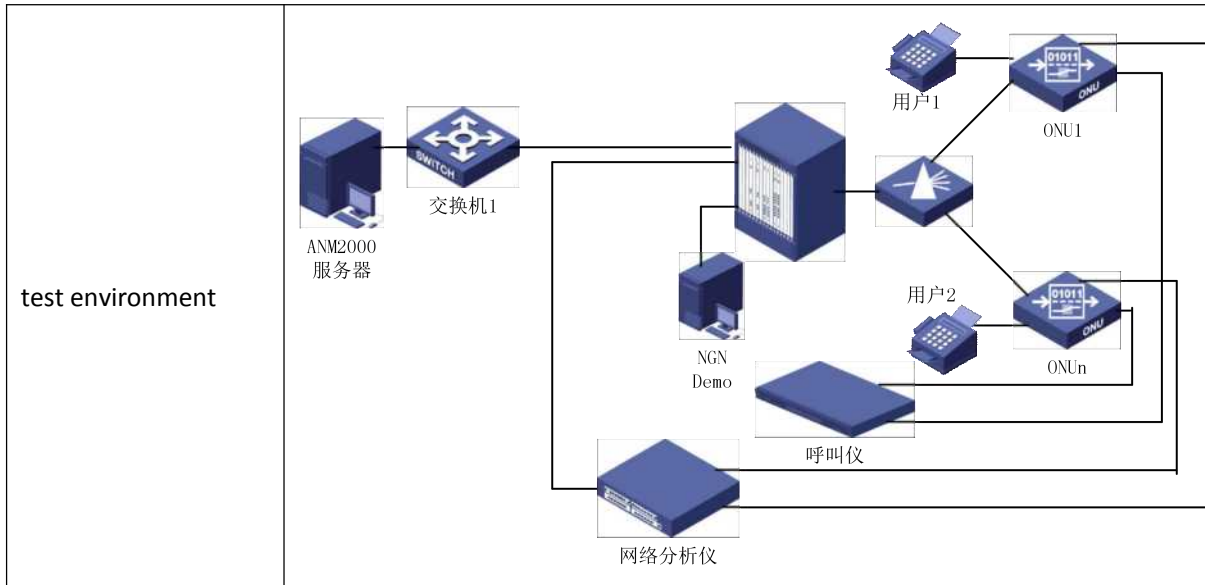 test environment
ANM2000
服务器
SWITCH
交换机1
NGN
Demo
用户1
01011
ONU
ONU1
用户2
01011
ONU
ONUn
呼叫仪
网络分析仪